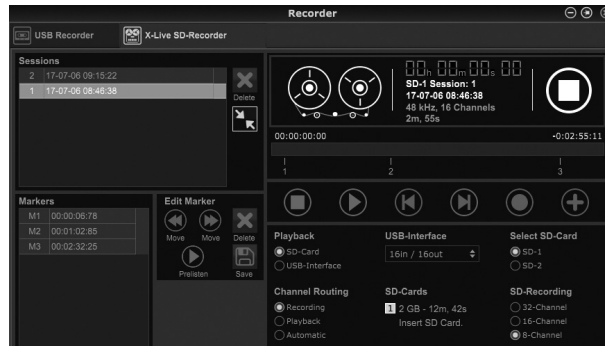 Recorder
USB Recorder
X-Live SD-Recorder
Sessions
2 17-07-06 09:15:22
1 17-07-06 08:46:38
Delete
00h 00m 00s 00
SD-1 Session: 1
17-07-06 08:46:38
48 kHz, 16 Channels
2m, 55s
00:00:00:00 -0:02:55:11
1 2 3
Markers
M1 00:00:06:78
M2 00:01:02:85
M3 00:02:32:25
Edit Marker
Move Move Delete
Prelisten Save
Playback
SD-Card
USB-Interface
USB-Interface
16in / 16out
Select SD-Card
SD-1
SD-2
Channel Routing
Recording
Playback
Automatic
SD-Cards
1 2 GB - 12m, 42s
Insert SD Card.
SD-Recording
32-Channel
16-Channel
8-Channel